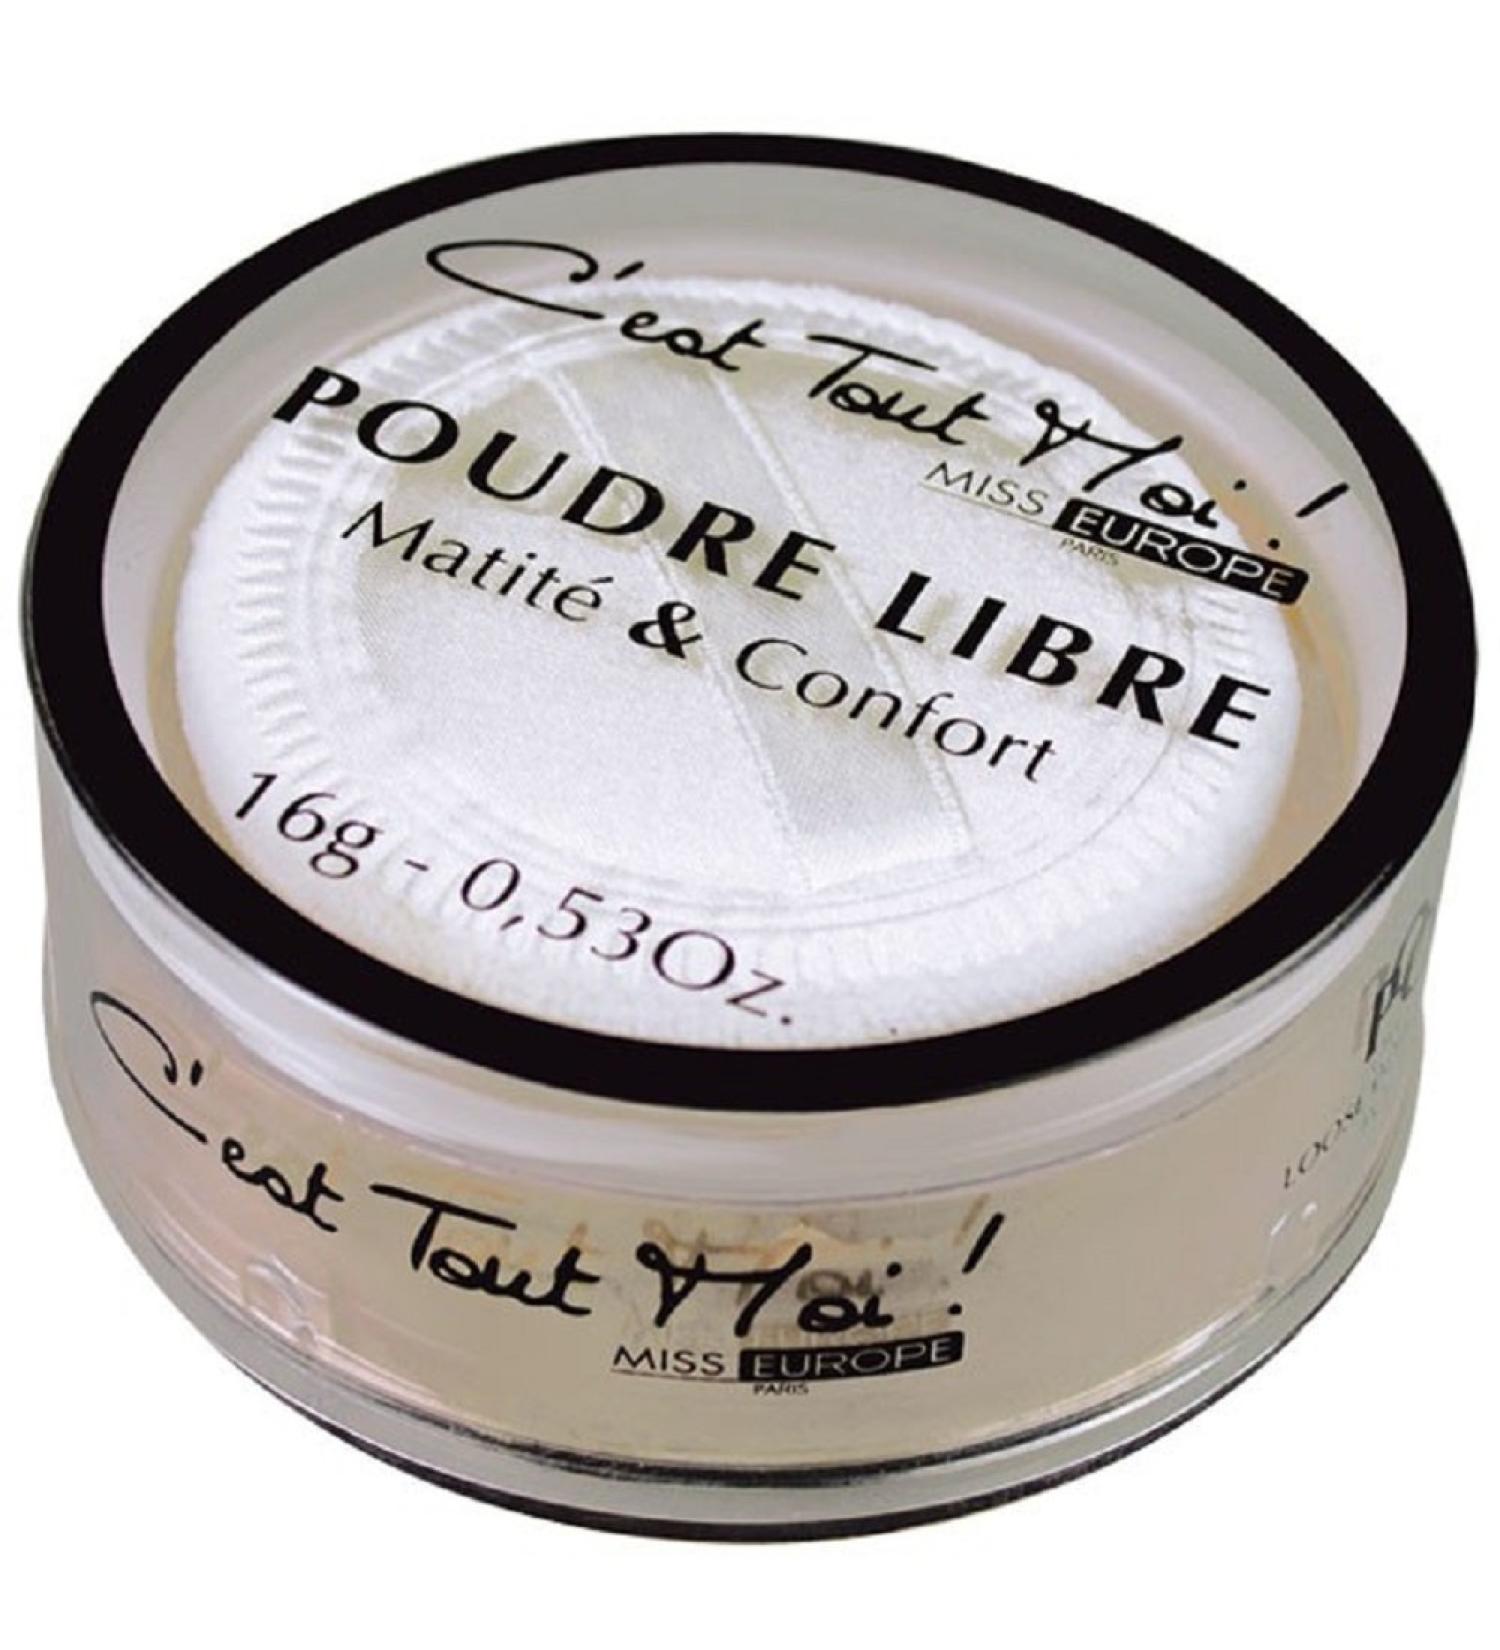 C'est Tout Moi !
MISS EUROPE
PARIS
POUDRE LIBRE
Matité & Confort
16g - 0,53Oz.
C'est Tout Moi !
MISS EUROPE
PARIS